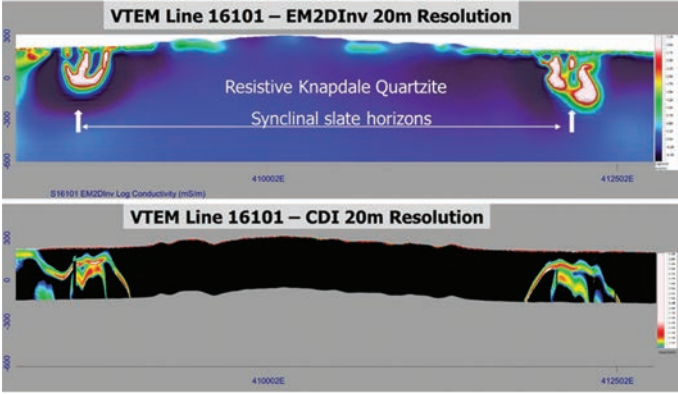 VTEM Line 16101 – EM2DInv 20m Resolution
300
0
-300
-600
Resistive Knapdale Quartzite
Synclinal slate horizons
410002E
412502E
S16101 EM2DInv Log Conductivity (mS/m)
VTEM Line 16101 – CDI 20m Resolution
300
0
-300
-600
410002E
412502E